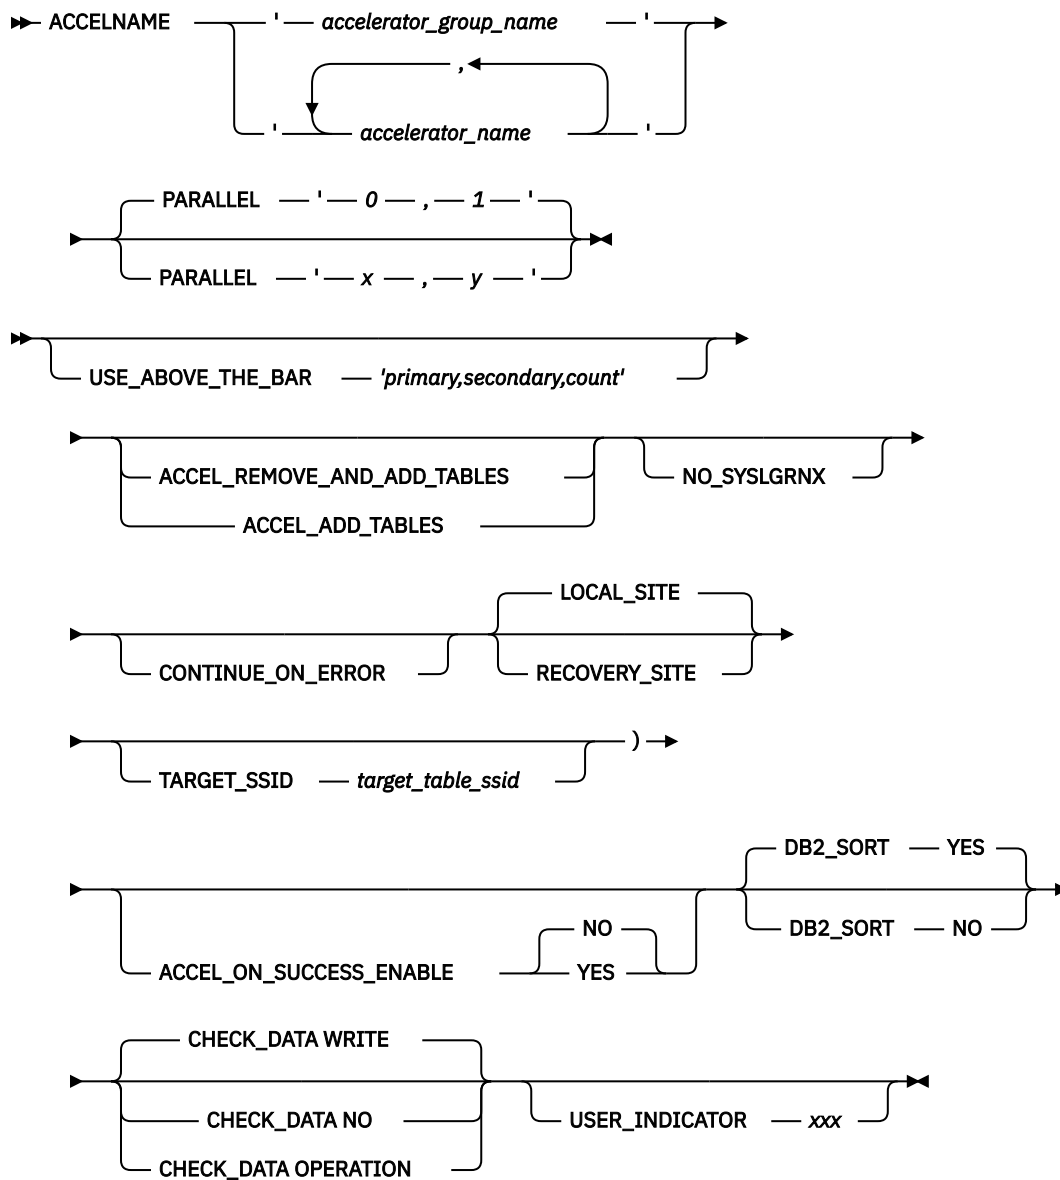 ACCELNAME ' accelerator_group_name '
,
' accelerator_name '
PARALLEL ' 0 , 1 '
PARALLEL ' x , y '
USE_ABOVE_THE_BAR 'primary,secondary,count'
ACCEL_REMOVE_AND_ADD_TABLES NO_SYSLGRNX
ACCEL_ADD_TABLES
LOCAL_SITE
CONTINUE_ON_ERROR RECOVERY_SITE
)
TARGET_SSID target_table_ssid
DB2_SORT YES
NO DB2_SORT NO
ACCEL_ON_SUCCESS_ENABLE YES
CHECK_DATA WRITE
CHECK_DATA NO USER_INDICATOR xxx
CHECK_DATA OPERATION